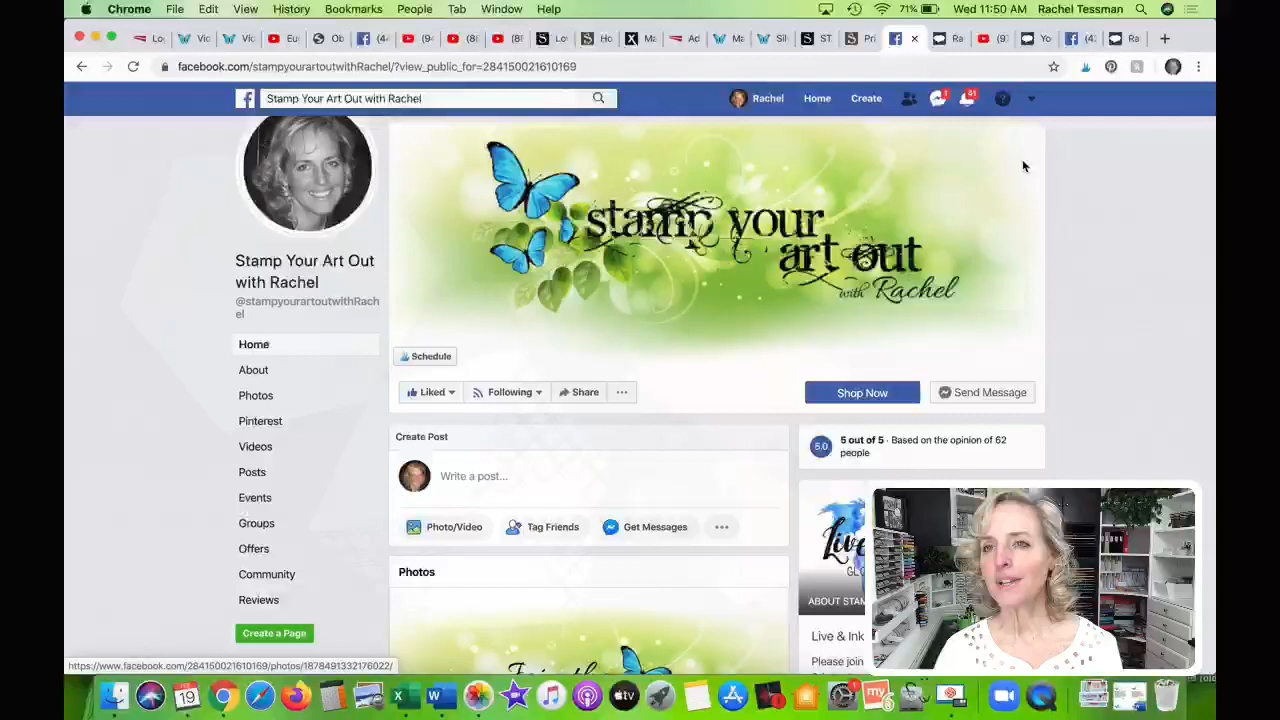 Chrome File Edit View History Bookmarks People Tab Window Help 71% Wed 11:50 AM Rachel Tessman
facebook.com/stampyourartoutwithRachel/?view_public_for=284150021610169
Stamp Your Art Out with Rachel Rachel Home Create 1 81
stamp your
art out
with Rachel
Stamp Your Art Out
with Rachel
@stampyourartoutwithRach
el
Home
About
Photos
Pinterest
Videos
Posts
Events
Groups
Offers
Community
Reviews
Create a Page
Schedule
Liked Following Share ... Shop Now Send Message
Create Post
Write a post...
Photo/Video Tag Friends Get Messages ...
Photos
5.0 5 out of 5 · Based on the opinion of 62
people
ABOUT STAM
Live & Ink
Please join
https://www.facebook.com/284150021610169/photos/1878491332176022/
19